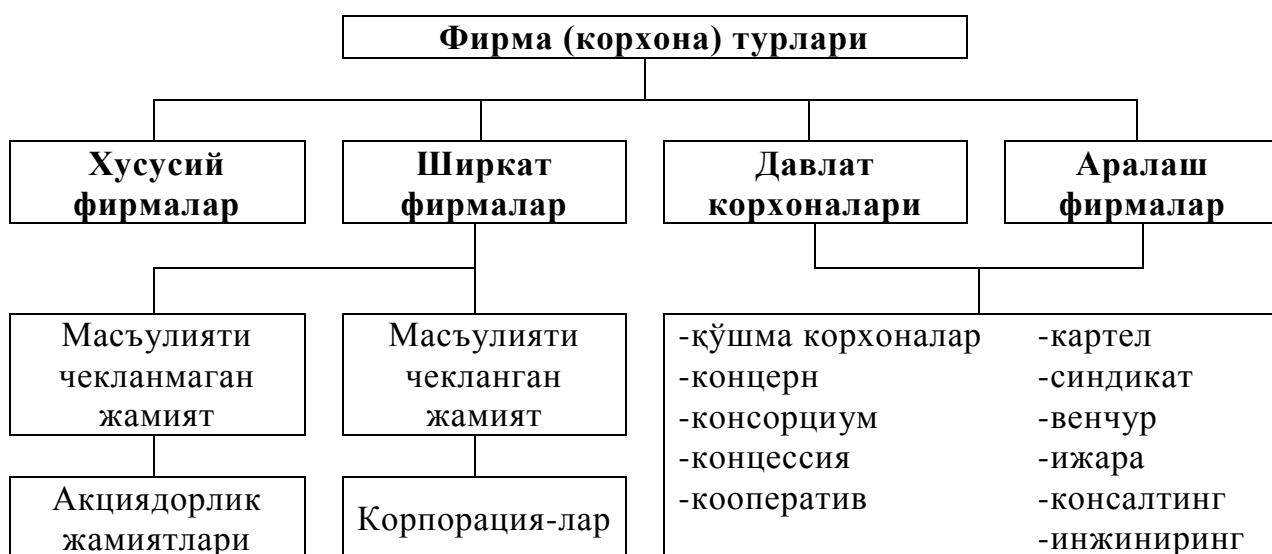 Фирма (корхона) турлари
Хусусий
фирмалар
Ширкат
фирмалар
Давлат
корхоналари
Аралаш
фирмалар
Масъулияти
чекланмаган
жамият
Масъулияти
чекланган
жамият
Акциядорлик
жамиятлари
Корпорация-лар
-қўшма корхоналар
-концерн
-консорциум
-концессия
-кооператив
-картел
-синдикат
-венчур
-ижара
-консалтинг
-инжиниринг